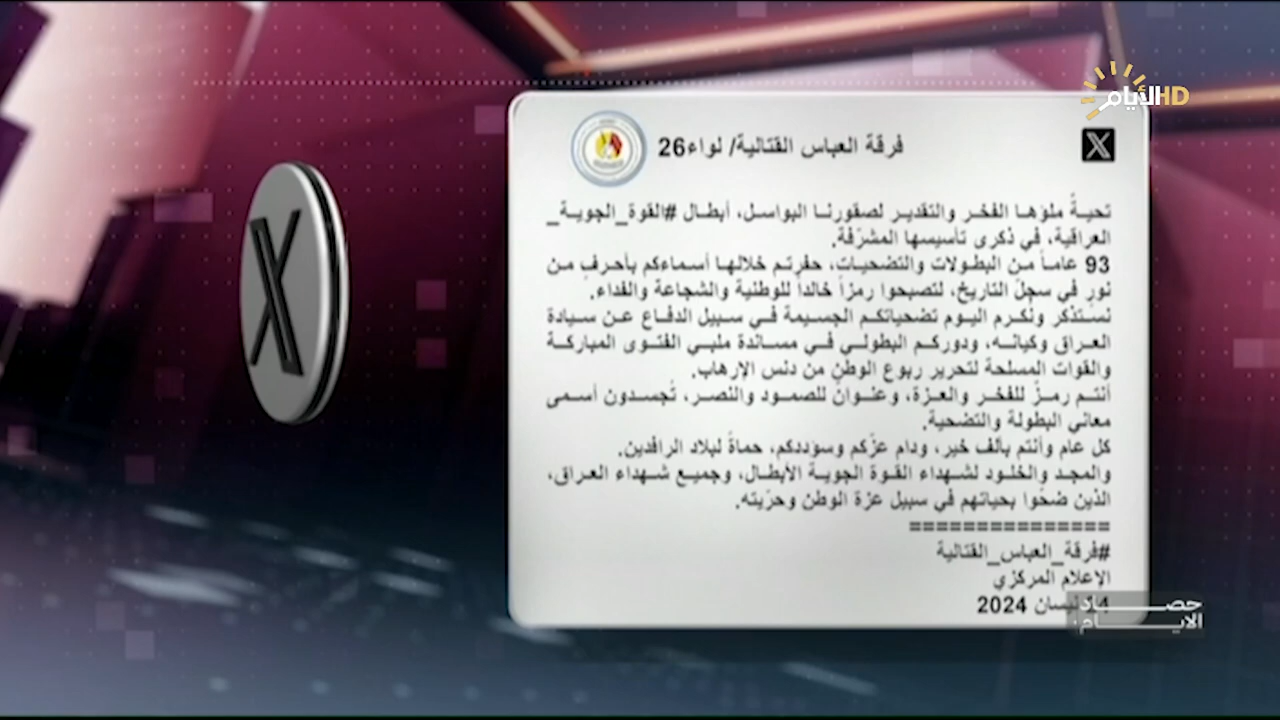 الأيام HD
فرقة العباس القتالية/ لواء26
تحيةً ملؤها الفخر والتقدير لصقورنا البواسل، أبطال #القوة_الجوية_
العراقية، في ذكرى تأسيسها المشرّفة.
93 عاماً من البطولات والتضحيات، حفرتم خلالها أسماءكم بأحرفٍ من
نورٍ في سجلّ التاريخ، لتصبحوا رمزاً خالداً للوطنية والشجاعة والفداء.
نستذكر ونكرم اليوم تضحياتكم الجسيمة في سبيل الدفاع عن سيادة
العراق وكيانه، ودوركم البطولي في مساندة ملبي الفتوى المباركة
والقوات المسلحة لتحرير ربوع الوطن من دنس الإرهاب.
أنتم رمزٌ للفخر والعزة، وعنوانٌ للصمود والنصر، تُجسدون أسمى
معاني البطولة والتضحية.
كل عام وأنتم بألف خير، ودام عزّكم وسؤددكم، حماةً لبلاد الرافدين.
والمجد والخلود لشهداء القوة الجوية الأبطال، وجميع شهداء العراق،
الذين ضحّوا بحياتهم في سبيل عزة الوطن وحرّيته.
===============
#فرقة_العباس_القتالية
الإعلام المركزي
نيسان 2024
حصاد
الأيام